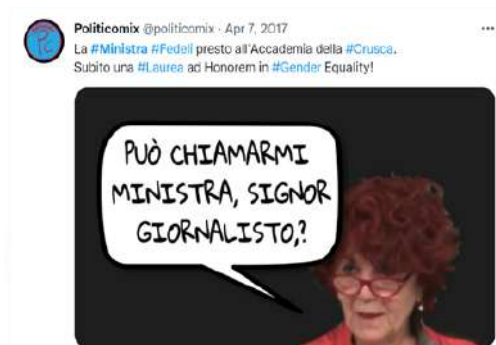 Politicomix @politicomix · Apr 7, 2017
La #Ministra #Fedeli presto all'Accademia della #Crusca.
Subito una #Laurea ad Honorem in #Gender Equality!
PUÒ CHIAMARMI
MINISTRA, SIGNOR
GIORNALISTO,?